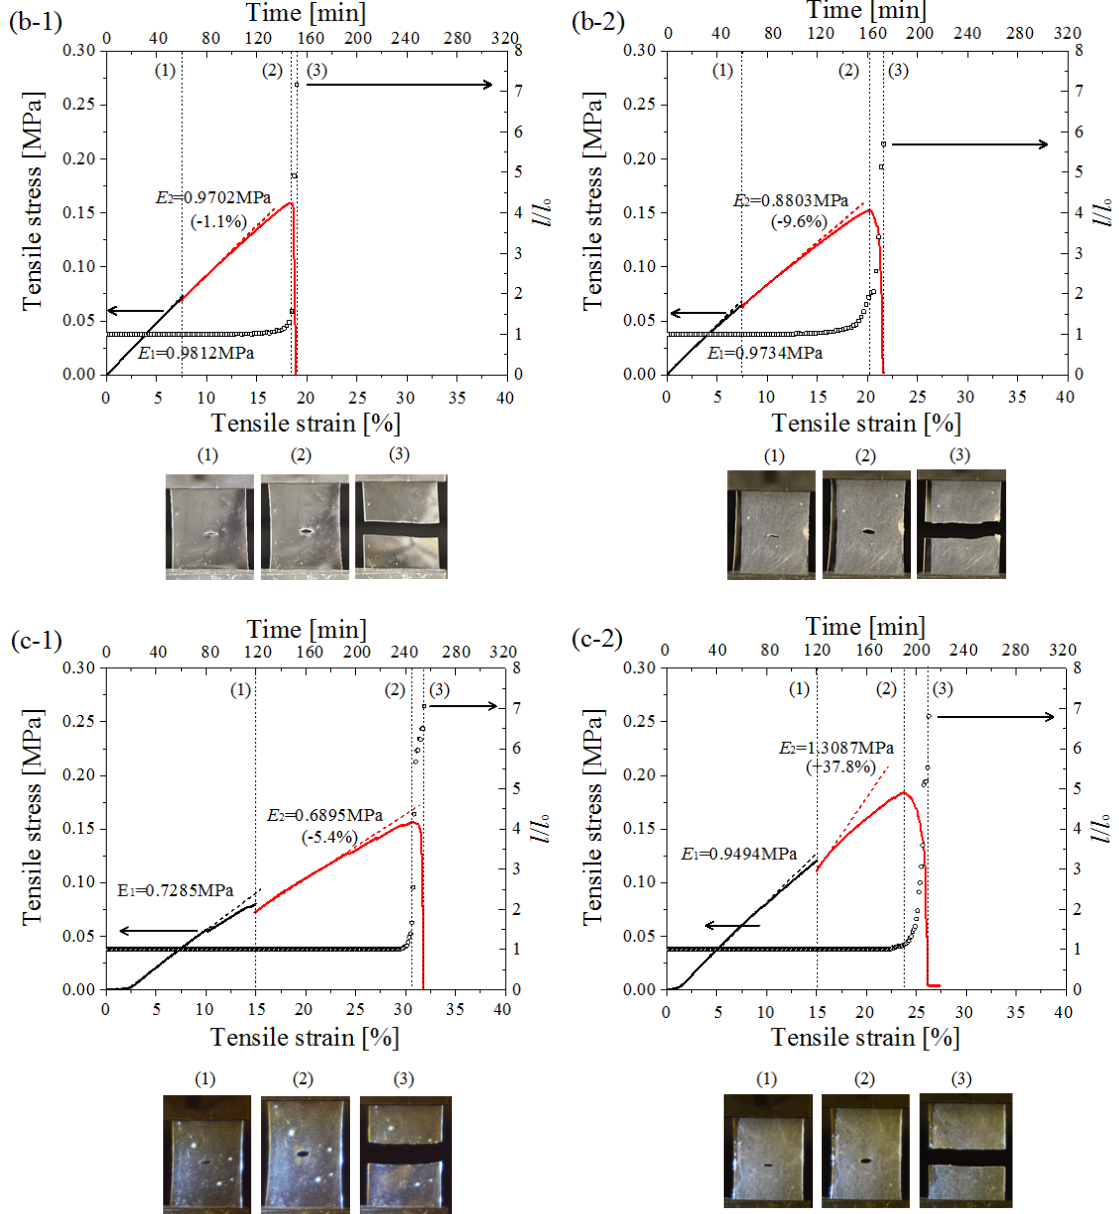 (b-1)
Time [min]
0 40 80 120 160 200 240 280 320
0.30
0.25
0.20
0.15
0.10
0.05
0.00
Tensile stress [MPa]
(1) (2) (3)
E2=0.9702MPa
(-1.1%)
E1=0.9812MPa
8
7
6
5
4
3
2
1
0
l/l0
0 5 10 15 20 25 30 35 40
Tensile strain [%]
(1) (2) (3)
(b-2)
Time [min]
0 40 80 120 160 200 240 280 320
0.30
0.25
0.20
0.15
0.10
0.05
0.00
Tensile stress [MPa]
(1) (2) (3)
E2=0.8803MPa
(-9.6%)
E1=0.9734MPa
8
7
6
5
4
3
2
1
0
l/l0
0 5 10 15 20 25 30 35 40
Tensile strain [%]
(1) (2) (3)
(c-1)
Time [min]
0 40 80 120 160 200 240 280 320
0.30
0.25
0.20
0.15
0.10
0.05
0.00
Tensile stress [MPa]
(1) (2) (3)
E2=0.6895MPa
(-5.4%)
E1=0.7285MPa
8
7
6
5
4
3
2
1
0
l/l0
0 5 10 15 20 25 30 35 40
Tensile strain [%]
(1) (2) (3)
(c-2)
Time [min]
0 40 80 120 160 200 240 280 320
0.30
0.25
0.20
0.15
0.10
0.05
0.00
Tensile stress [MPa]
(1) (2) (3)
E2=1.3087MPa
(+37.8%)
E1=0.9494MPa
8
7
6
5
4
3
2
1
0
l/l0
0 5 10 15 20 25 30 35 40
Tensile strain [%]
(1) (2) (3)